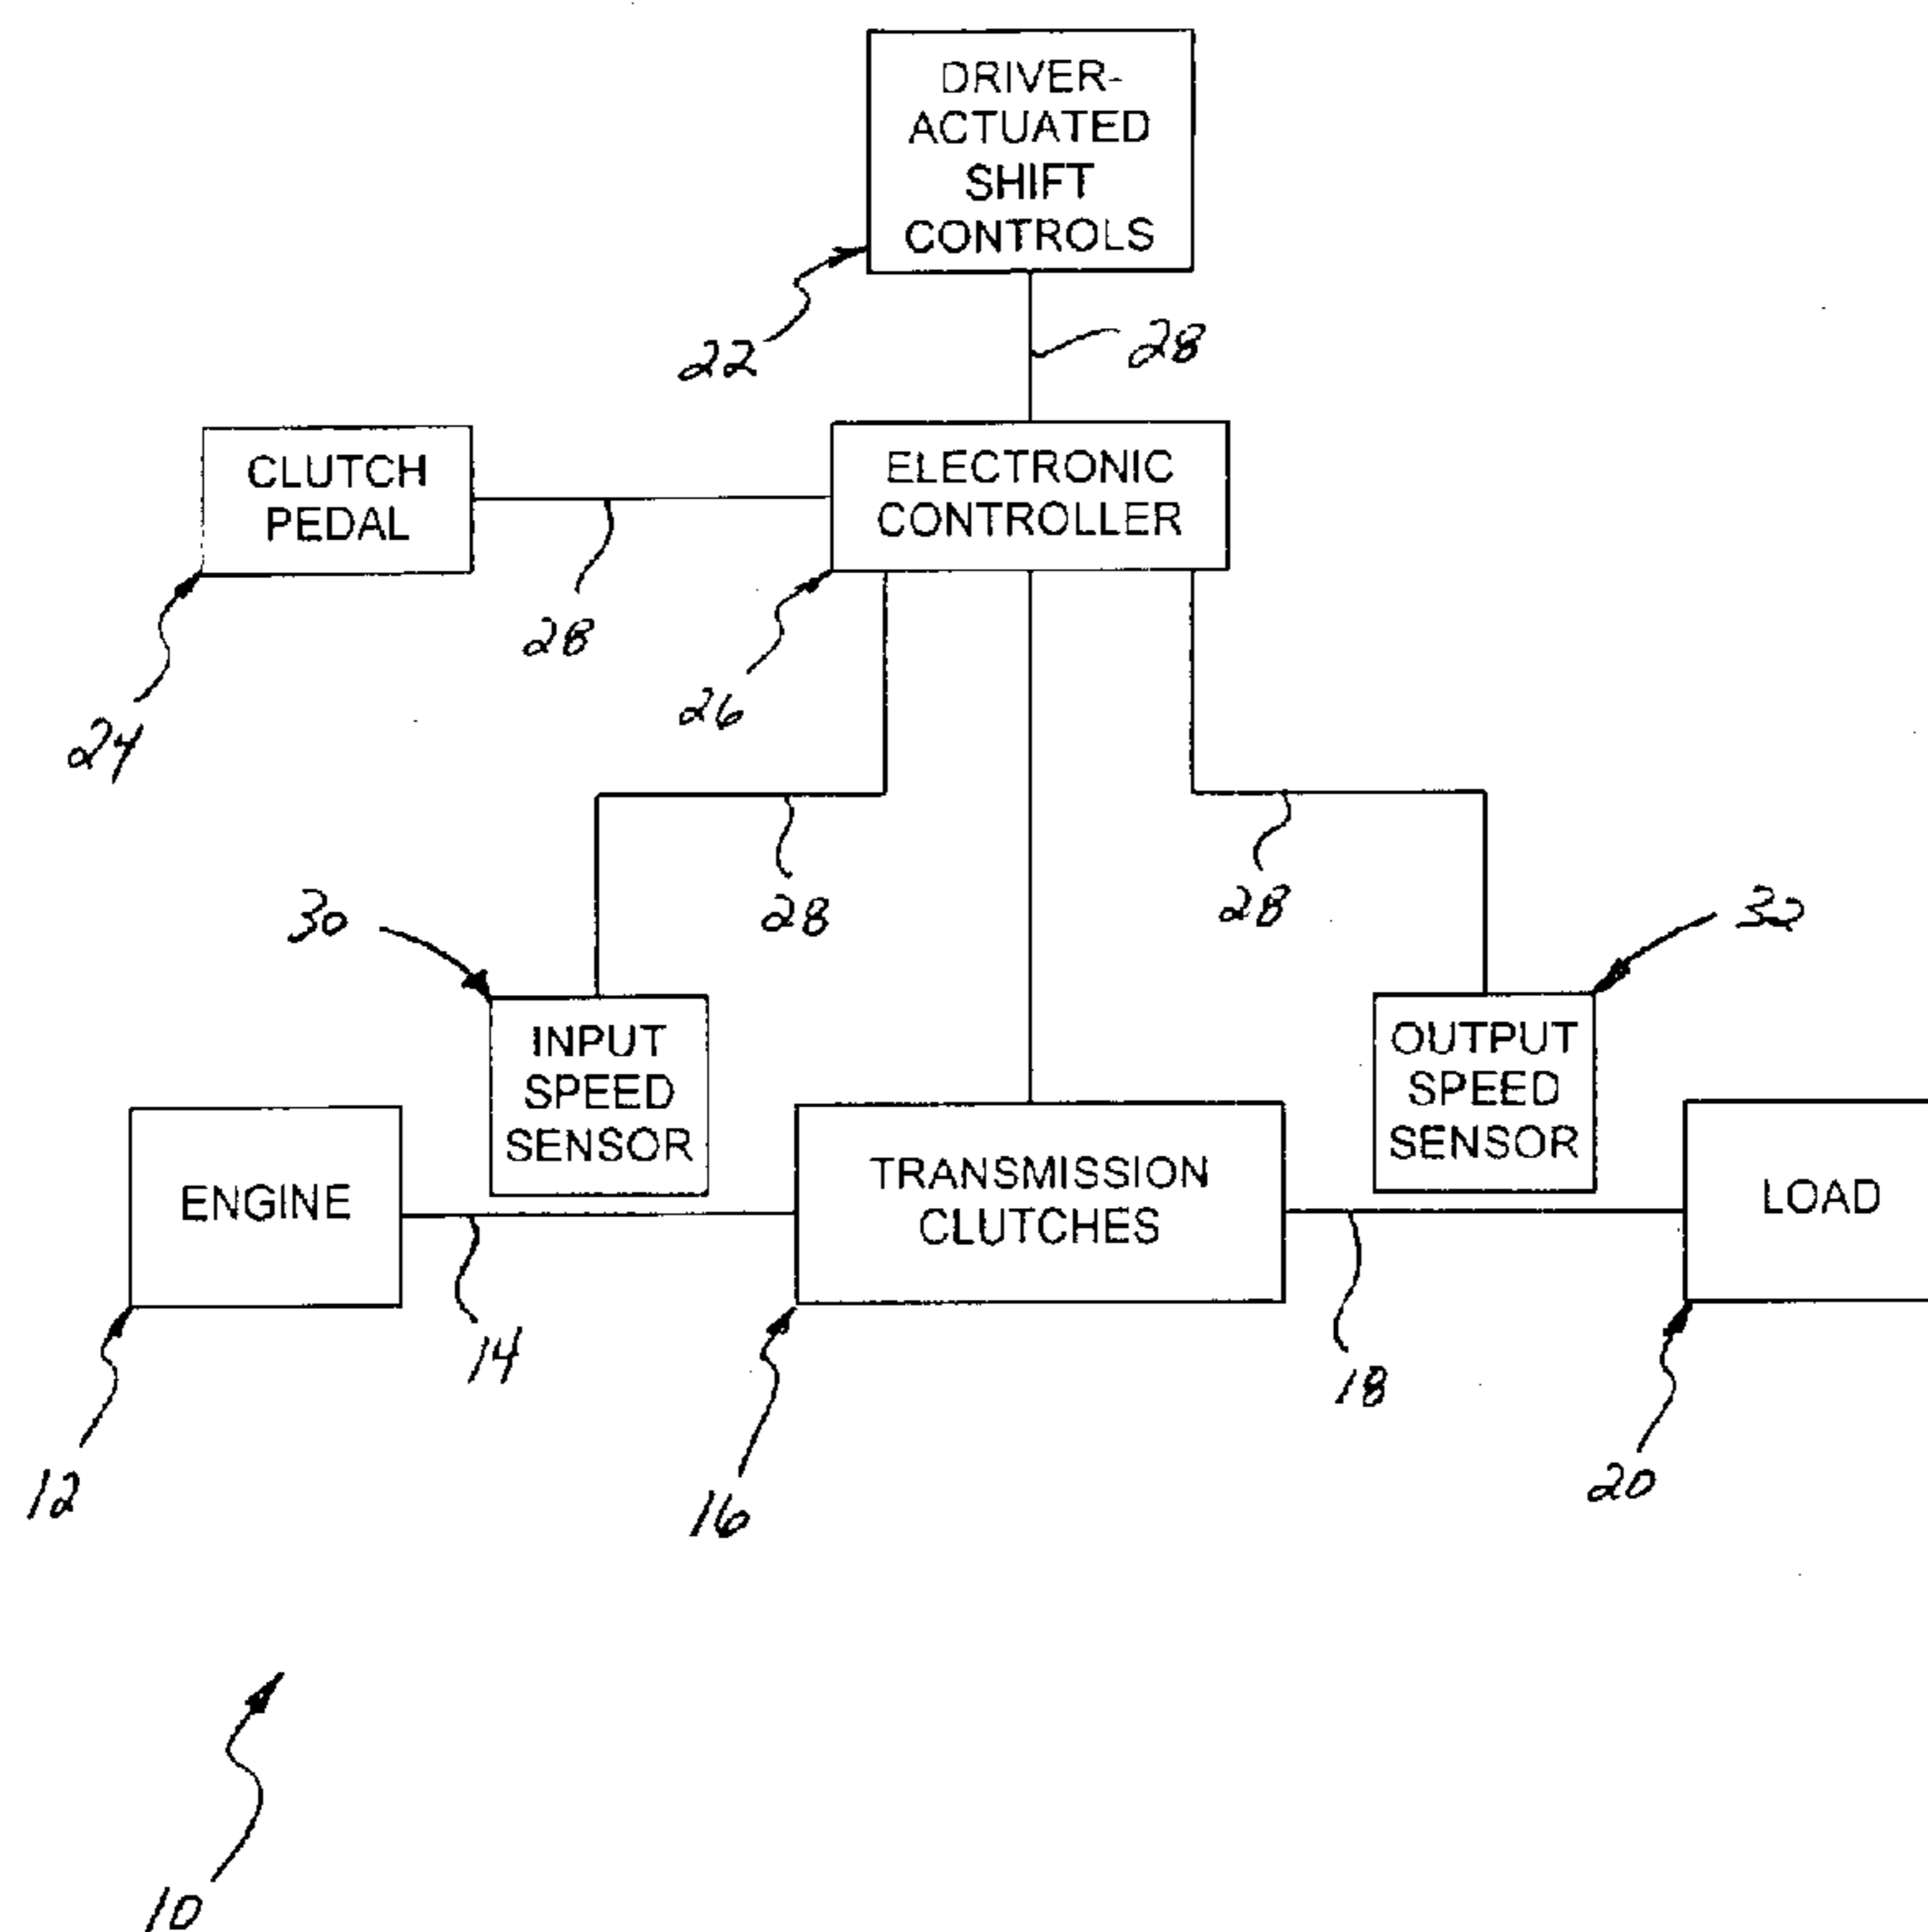 DRIVER-
ACTUATED
SHIFT
CONTROLS
22
28
CLUTCH
PEDAL
ELECTRONIC
CONTROLLER
28
24
26
28
28
30
32
INPUT
SPEED
SENSOR
OUTPUT
SPEED
SENSOR
ENGINE
TRANSMISSION
CLUTCHES
LOAD
14
18
12
16
20
10